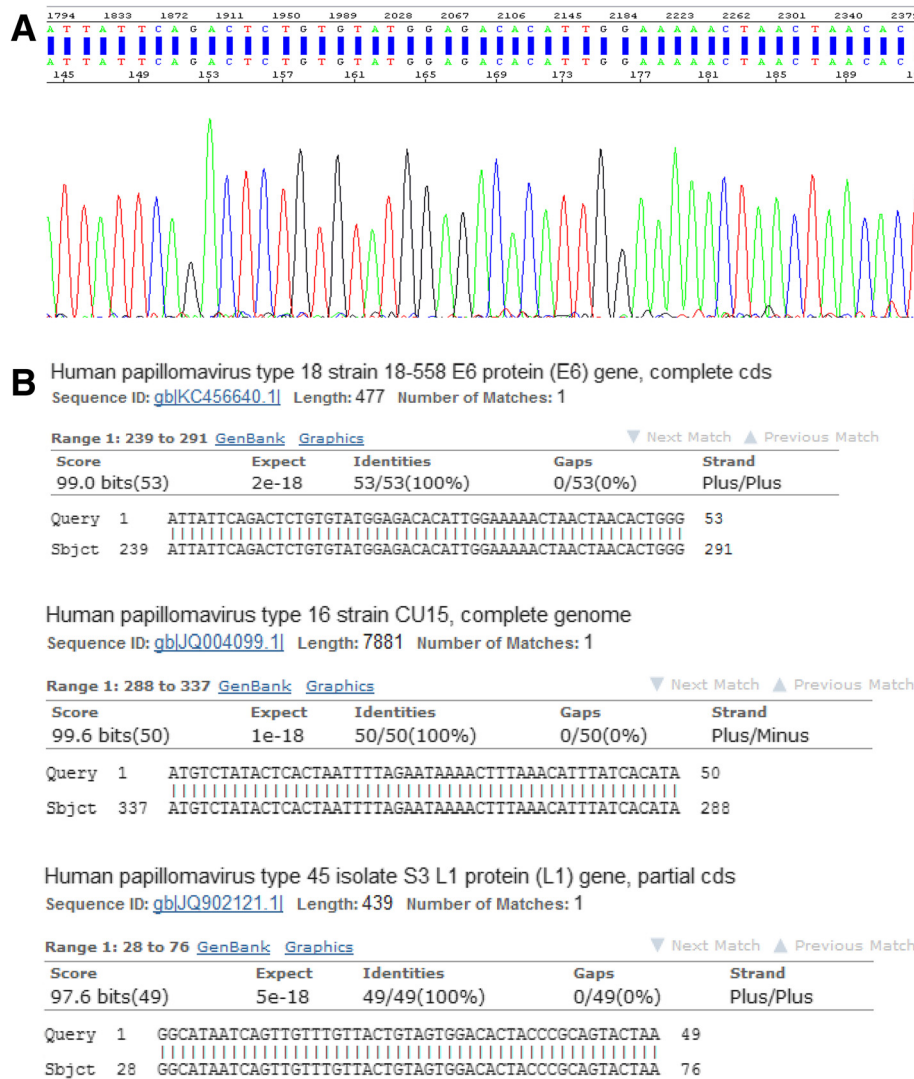 1794 1833 1872 1911 1950 1989 2028 2067 2106 2145 2184 2223 2262 2301 2340
A
A T T A T T C A G A C T C T G T G T A T G G A G A C A C A T T G G A A A A A C T A A C T A A C A C
A T T A T T C A G A C T C T G T G T A T G G A G A C A C A T T G G A A A A A C T A A C T A A C A C
145 149 153 157 161 165 169 173 177 181 185 189
B
Human papillomavirus type 18 strain 18-558 E6 protein (E6) gene, complete cds
Sequence ID: gb|KC456640.1| Length: 477 Number of Matches: 1
Range 1: 239 to 291 GenBank Graphics ▼ Next Match ▲ Previous Match
Score Expect Identities Gaps Strand
99.0 bits(53) 2e-18 53/53(100%) 0/53(0%) Plus/Plus
Query 1 ATTATTCAGACTCTGTGTATGGAGACACATTGGAAAAACTAACTAACACTGGG 53
Sbjct 239 ATTATTCAGACTCTGTGTATGGAGACACATTGGAAAAACTAACTAACACTGGG 291
Human papillomavirus type 16 strain CU15, complete genome
Sequence ID: gb|JQ004099.1| Length: 7881 Number of Matches: 1
Range 1: 288 to 337 GenBank Graphics ▼ Next Match ▲ Previous Match
Score Expect Identities Gaps Strand
99.6 bits(50) 1e-18 50/50(100%) 0/50(0%) Plus/Minus
Query 1 ATGTCTATACTCACTAATTTTAGAATAAAACTTTAAACATTTATCACATA 50
Sbjct 337 ATGTCTATACTCACTAATTTTAGAATAAAACTTTAAACATTTATCACATA 288
Human papillomavirus type 45 isolate S3 L1 protein (L1) gene, partial cds
Sequence ID: gb|JQ902121.1| Length: 439 Number of Matches: 1
Range 1: 28 to 76 GenBank Graphics ▼ Next Match ▲ Previous Match
Score Expect Identities Gaps Strand
97.6 bits(49) 5e-18 49/49(100%) 0/49(0%) Plus/Plus
Query 1 GGCATAATCAGTTGTTTGTTACTGTAGTGGACACTACCCGCAGTACTAA 49
Sbjct 28 GGCATAATCAGTTGTTTGTTACTGTAGTGGACACTACCCGCAGTACTAA 76